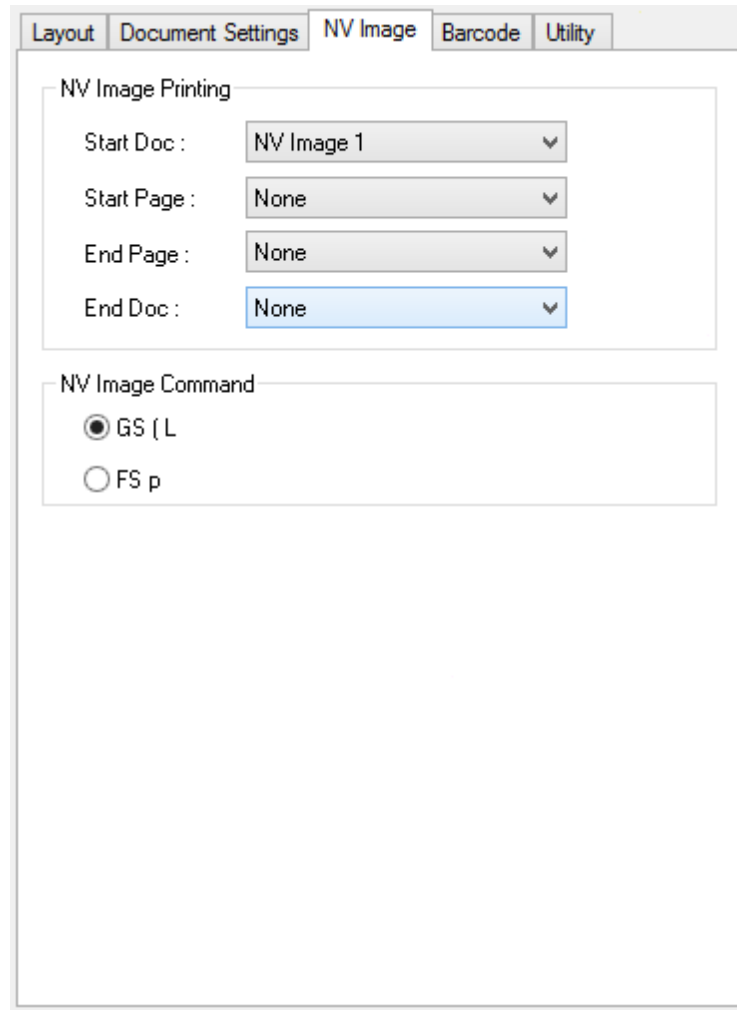 Layout Document Settings NV Image Barcode Utility
NV Image Printing
Start Doc : NV Image 1
Start Page : None
End Page : None
End Doc : None
NV Image Command
GS ( L
FS p